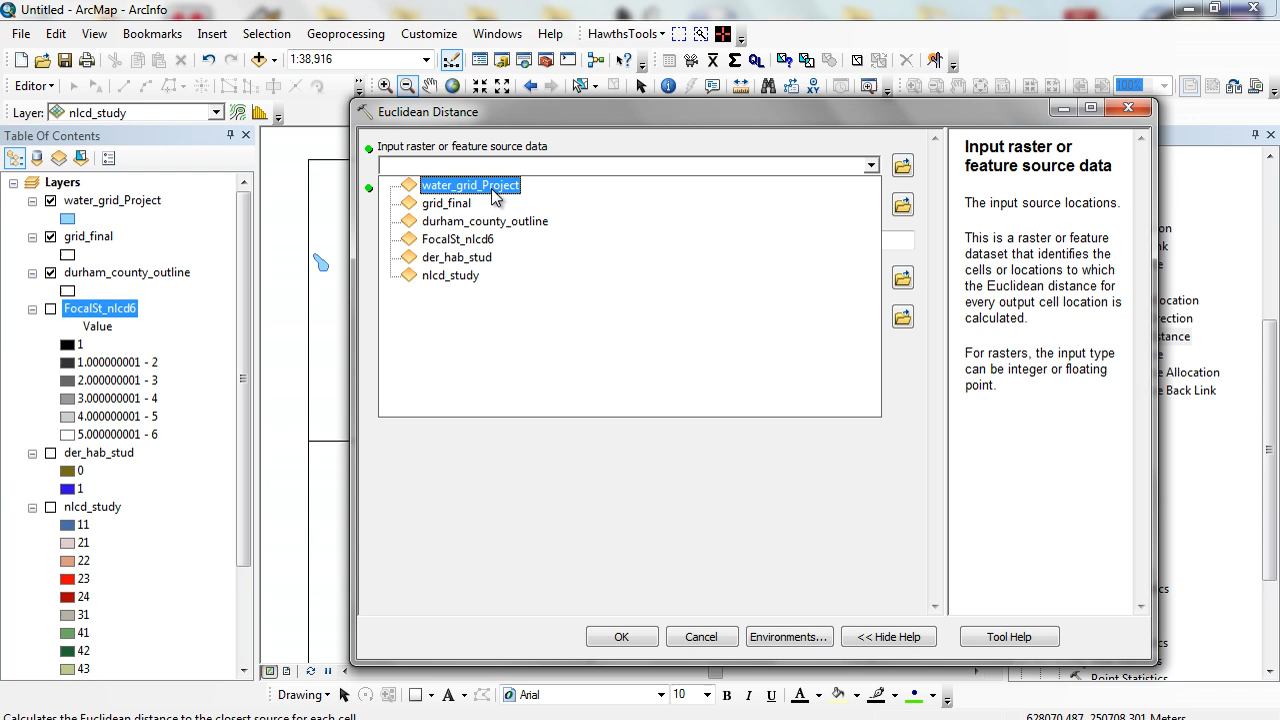 Untitled - ArcMap - ArcInfo
File Edit View Bookmarks Insert Selection Geoprocessing Customize Windows Help HawthsTools
1:38,916
Editor 100%
Layer: nlcd_study
Table Of Contents
Layers
water_grid_Project
grid_final
durham_county_outline
FocalSt_nlcd6
Value
1
1.000000001 - 2
2.000000001 - 3
3.000000001 - 4
4.000000001 - 5
5.000000001 - 6
der_hab_stud
0
1
nlcd_study
11
21
22
23
24
31
41
42
43
Euclidean Distance
Input raster or feature source data
water_grid_Project
grid_final
durham_county_outline
FocalSt_nlcd6
der_hab_stud
nlcd_study
OK Cancel Environments... << Hide Help Tool Help
Input raster or
feature source data
The input source locations.
This is a raster or feature
dataset that identifies the
cells or locations to which
the Euclidean distance for
every output cell location is
calculated.
For rasters, the input type
can be integer or floating
point.
ocation
rection
stance
e Allocation
e Back Link
Point Statistics
Drawing Arial 10 B I U A
Calculates the Euclidean distance to the closest source for each cell.
628070.487 250708.301 Meters